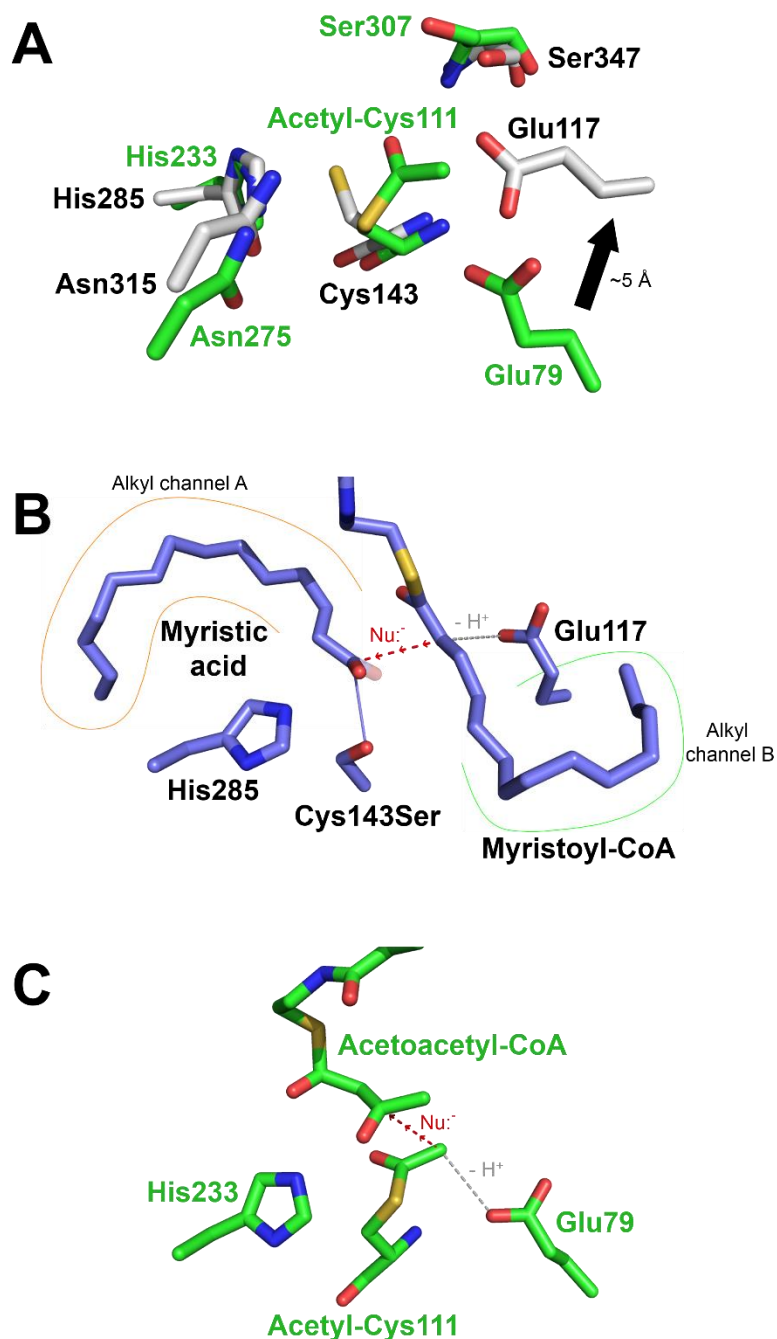 A
Ser307
Ser347
Acetyl-Cys111
Glu117
His233
His285
Asn315
Cys143
~5 Å
Asn275
Glu79
B
Alkyl channel A
Myristic
acid
Nu:-
- H+
Glu117
Alkyl
channel B
His285
Cys143Ser
Myristoyl-CoA
C
Acetoacetyl-CoA
Nu:-
- H+
His233
Glu79
Acetyl-Cys111